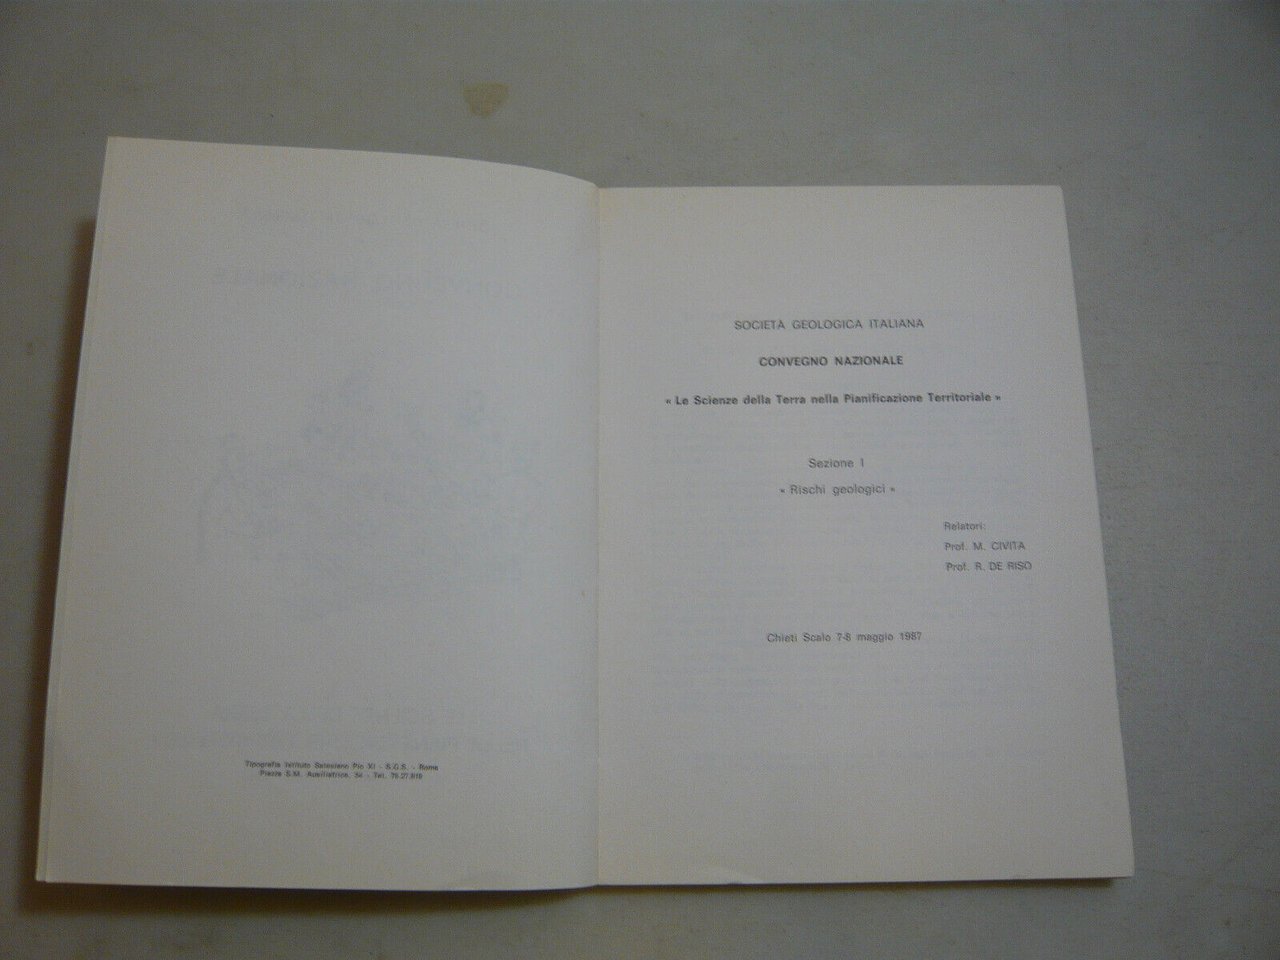 Tipografia Istituto Salesiano Pio XI - S.G.S. - Roma
Piazza S.M. Ausiliatrice, 54 - Tel. 78.27.819
SOCIETÀ GEOLOGICA ITALIANA
CONVEGNO NAZIONALE
« Le Scienze della Terra nella Pianificazione Territoriale »
Sezione I
« Rischi geologici »
Relatori:
Prof. M. CIVITA
Prof. R. DE RISO
Chieti Scalo 7-8 maggio 1987